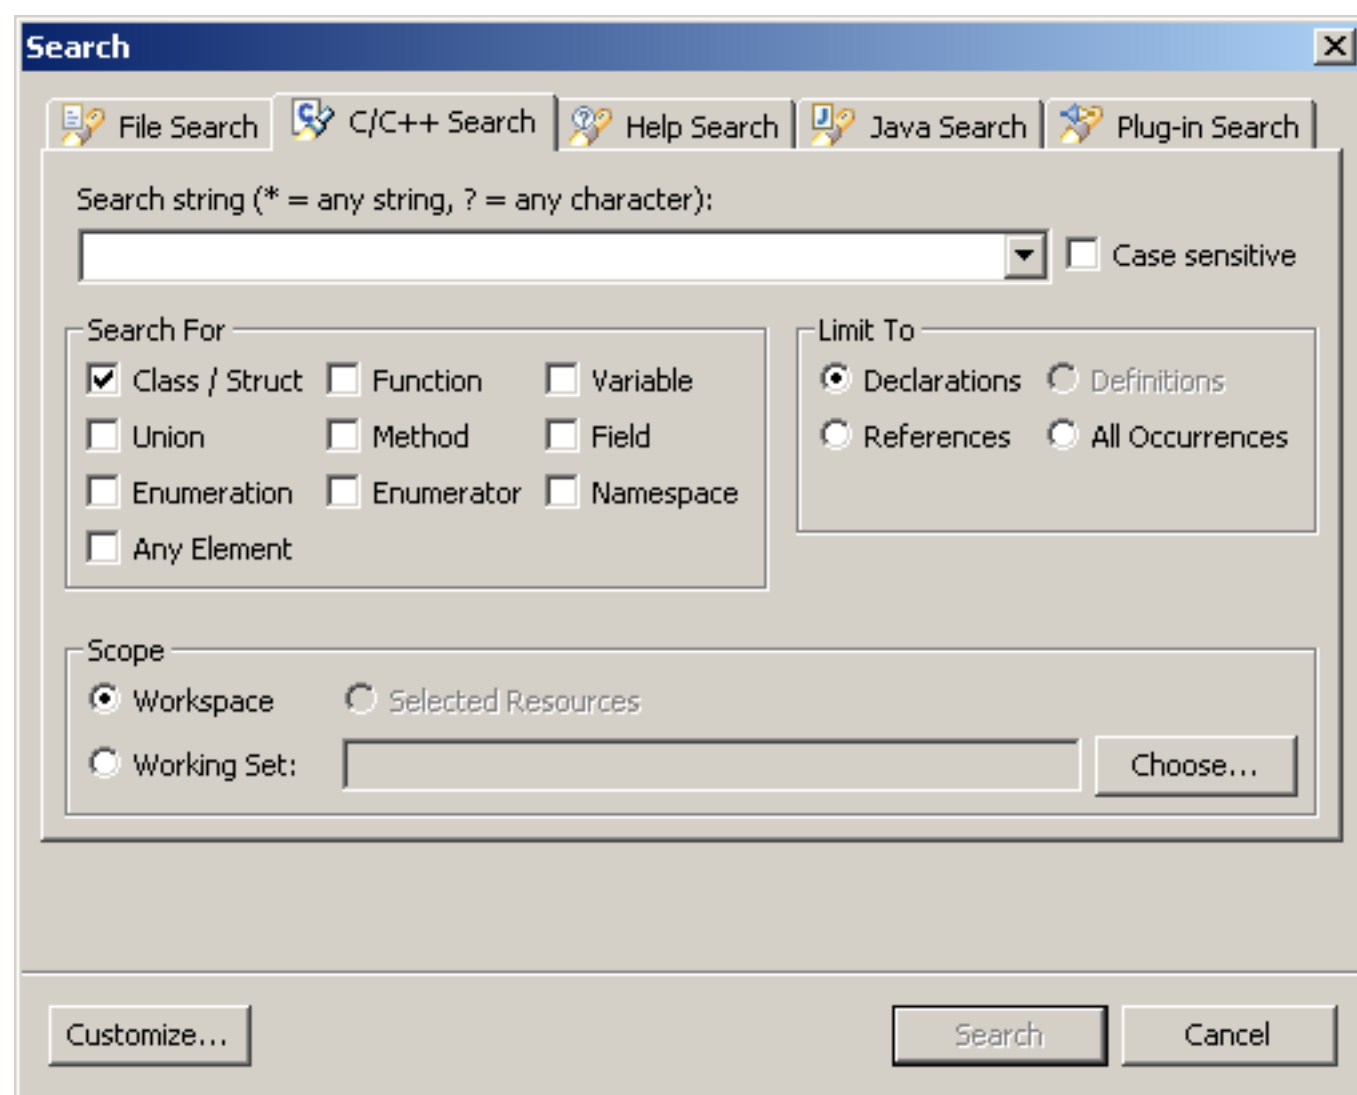 Search
File Search C/C++ Search Help Search Java Search Plug-in Search
Search string (* = any string, ? = any character):
Case sensitive
Search For
Class / Struct Function Variable
Union Method Field
Enumeration Enumerator Namespace
Any Element
Limit To
Declarations Definitions
References All Occurrences
Scope
Workspace Selected Resources
Working Set: Choose...
Customize... Search Cancel